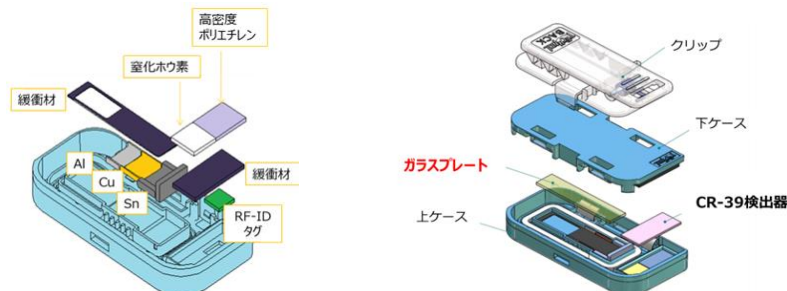 高密度
ポリエチレン
窒化ホウ素
緩衝材
緩衝材
Al
Cu
Sn
RF-ID
タグ
クリップ
下ケース
ガラスプレート
CR-39検出器
上ケース
BACK